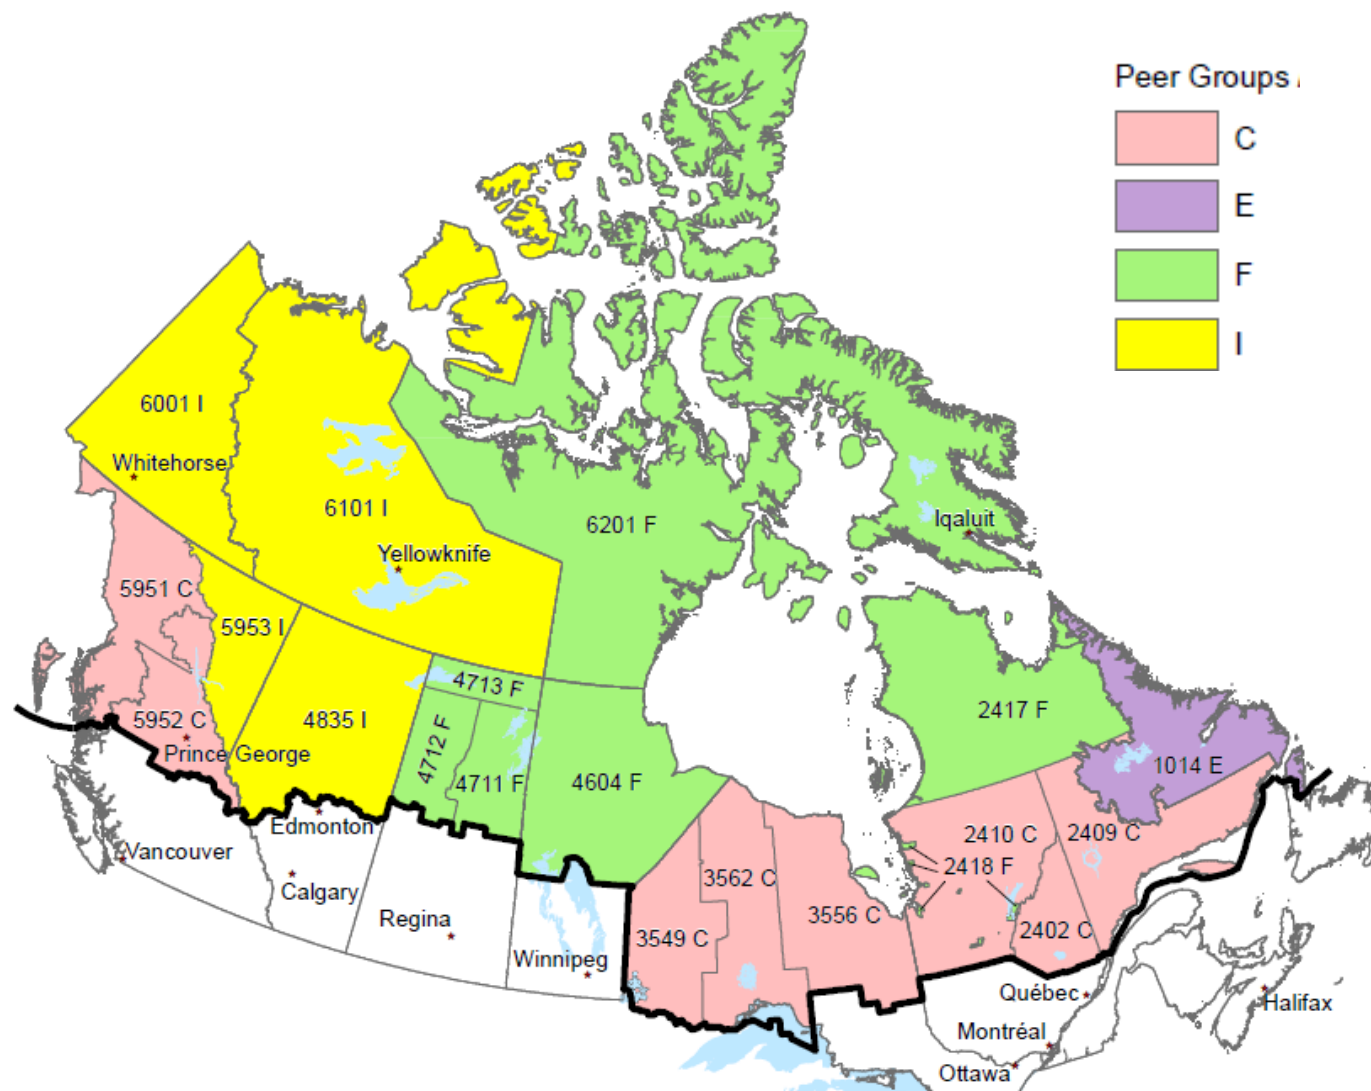 Peer Groups
C
E
F
I
6001 I
Whitehorse
6101 I
Yellowknife
6201 F
Iqaluit
5951 C
5953 I
4713 F
5952 C
Prince George
4835 I
4712 F
4711 F
4604 F
2417 F
1014 E
2410 C
2409 C
2418 F
3562 C
3556 C
3549 C
2402 C
Edmonton
Vancouver
Calgary
Regina
Winnipeg
Québec
Halifax
Montréal
Ottawa